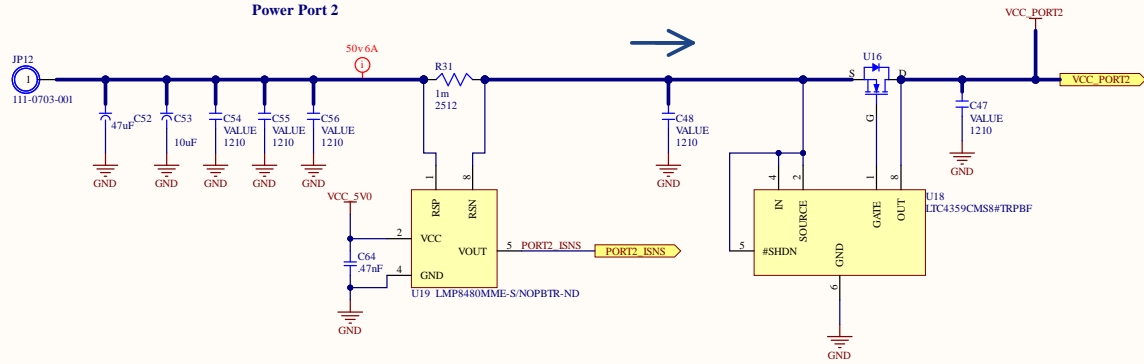 Power Port 2
VCC_PORT2
JP12
1
111-0703-001
50v 6A
i
R31
1m
2512
U16
S
D
G
VCC_PORT2
47uF
C52
C53
10uF
C54
VALUE
1210
C55
VALUE
1210
C56
VALUE
1210
C48
VALUE
1210
C47
VALUE
1210
GND
GND
GND
GND
GND
GND
GND
VCC_5V0
1
8
RSP
RSN
2
VCC
VOUT
5
PORT2_ISNS
PORT2_ISNS
C64
.47nF
4
GND
U19 LMP8480MME-S/NOPBTR-ND
GND
4
2
1
8
IN
SOURCE
GATE
OUT
U18
LTC4359CMS8#TRPBF
5
#SHDN
GND
6
GND